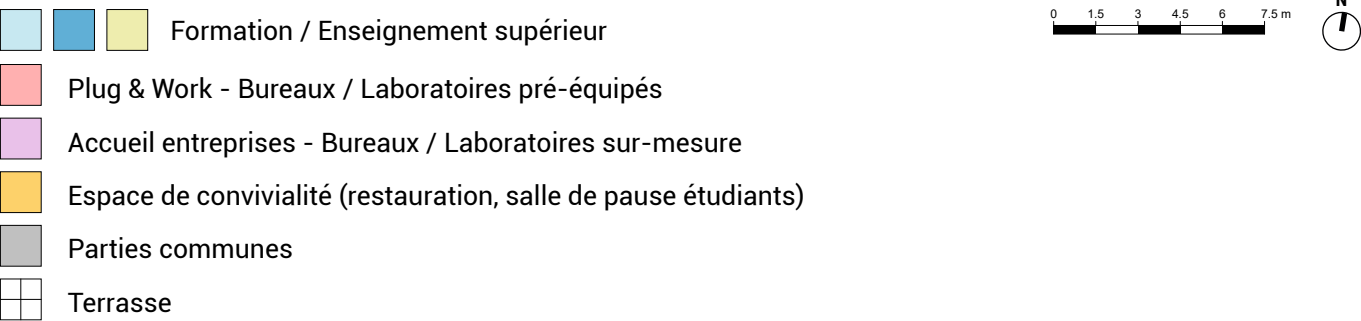 Formation / Enseignement supérieur
0 1.5 3 4.5 6 7.5 m
N
Plug & Work - Bureaux / Laboratoires pré-équipés
Accueil entreprises - Bureaux / Laboratoires sur-mesure
Espace de convivialité (restauration, salle de pause étudiants)
Parties communes
Terrasse